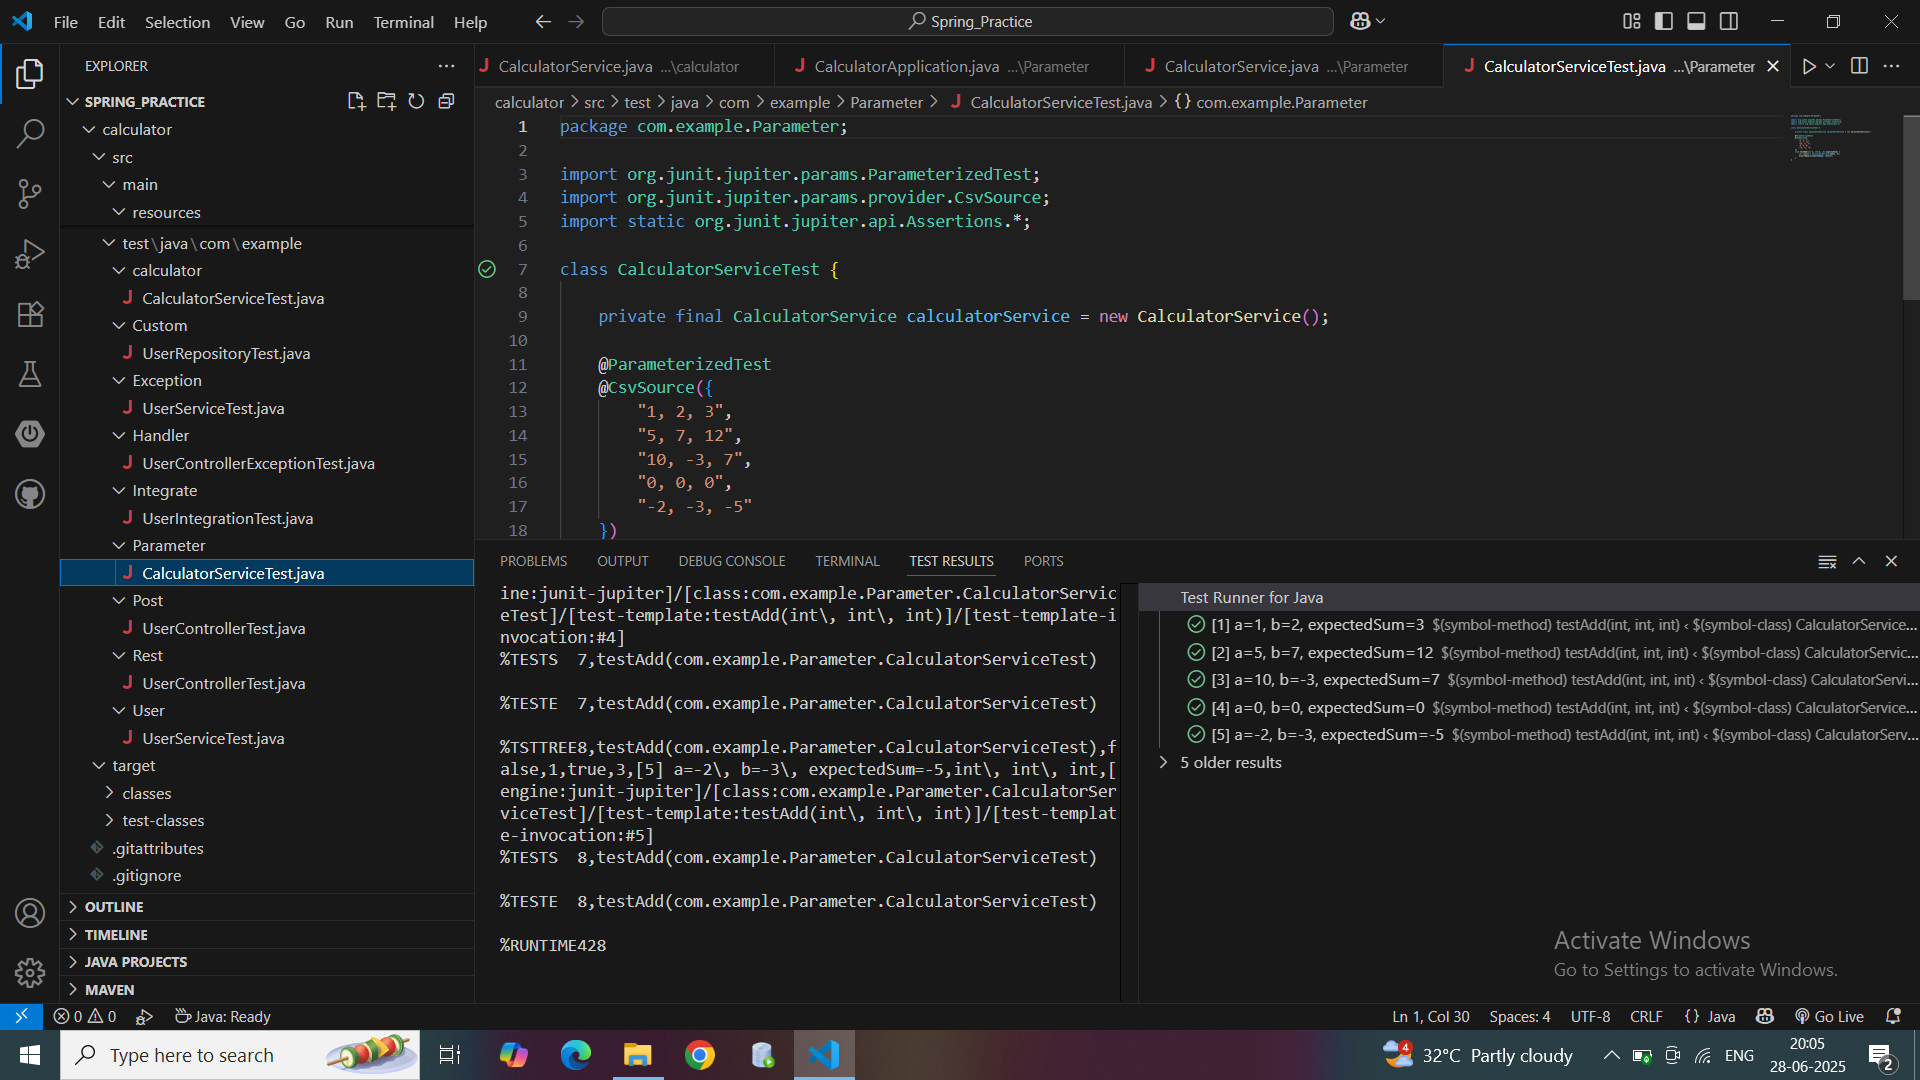 File Edit Selection View Go Run Terminal Help
Spring_Practice
EXPLORER
SPRING_PRACTICE
calculator
src
main
resources
test\java\com\example
calculator
J CalculatorServiceTest.java
Custom
J UserRepositoryTest.java
Exception
J UserServiceTest.java
Handler
J UserControllerExceptionTest.java
Integrate
J UserIntegrationTest.java
Parameter
J CalculatorServiceTest.java
Post
J UserControllerTest.java
Rest
J UserControllerTest.java
User
J UserServiceTest.java
target
classes
test-classes
.gitattributes
.gitignore
OUTLINE
TIMELINE
JAVA PROJECTS
MAVEN
J CalculatorService.java ...\calculator
J CalculatorApplication.java ...\Parameter
J CalculatorService.java ...\Parameter
J CalculatorServiceTest.java ...\Parameter
calculator > src > test > java > com > example > Parameter > J CalculatorServiceTest.java > {} com.example.Parameter
1 package com.example.Parameter;
2
3 import org.junit.jupiter.params.ParameterizedTest;
4 import org.junit.jupiter.params.provider.CsvSource;
5 import static org.junit.jupiter.api.Assertions.*;
6
7 class CalculatorServiceTest {
8
9 private final CalculatorService calculatorService = new CalculatorService();
10
11 @ParameterizedTest
12 @CsvSource({
13 "1, 2, 3",
14 "5, 7, 12",
15 "10, -3, 7",
16 "0, 0, 0",
17 "-2, -3, -5"
18 })
PROBLEMS OUTPUT DEBUG CONSOLE TERMINAL TEST RESULTS PORTS
ine:junit-jupiter]/[class:com.example.Parameter.CalculatorServic
eTest]/[test-template:testAdd(int\, int\, int)]/[test-template-i
nvocation:#4]
%TESTS 7,testAdd(com.example.Parameter.CalculatorServiceTest)
%TESTE 7,testAdd(com.example.Parameter.CalculatorServiceTest)
%TSTTREE8,testAdd(com.example.Parameter.CalculatorServiceTest),f
alse,1,true,3,[5] a=-2\, b=-3\, expectedSum=-5,int\, int\, int,[
engine:junit-jupiter]/[class:com.example.Parameter.CalculatorSer
viceTest]/[test-template:testAdd(int\, int\, int)]/[test-templat
e-invocation:#5]
%TESTS 8,testAdd(com.example.Parameter.CalculatorServiceTest)
%TESTE 8,testAdd(com.example.Parameter.CalculatorServiceTest)
%RUNTIME428
Test Runner for Java
[1] a=1, b=2, expectedSum=3 $(symbol-method) testAdd(int, int, int) ‹ $(symbol-class) CalculatorService...
[2] a=5, b=7, expectedSum=12 $(symbol-method) testAdd(int, int, int) ‹ $(symbol-class) CalculatorServic...
[3] a=10, b=-3, expectedSum=7 $(symbol-method) testAdd(int, int, int) ‹ $(symbol-class) CalculatorServi...
[4] a=0, b=0, expectedSum=0 $(symbol-method) testAdd(int, int, int) ‹ $(symbol-class) CalculatorService...
[5] a=-2, b=-3, expectedSum=-5 $(symbol-method) testAdd(int, int, int) ‹ $(symbol-class) CalculatorServ...
5 older results
Activate Windows
Go to Settings to activate Windows.
0 0 Java: Ready
Ln 1, Col 30 Spaces: 4 UTF-8 CRLF {} Java Go Live
Type here to search
4 32°C Partly cloudy ENG
20:05
28-06-2025
2